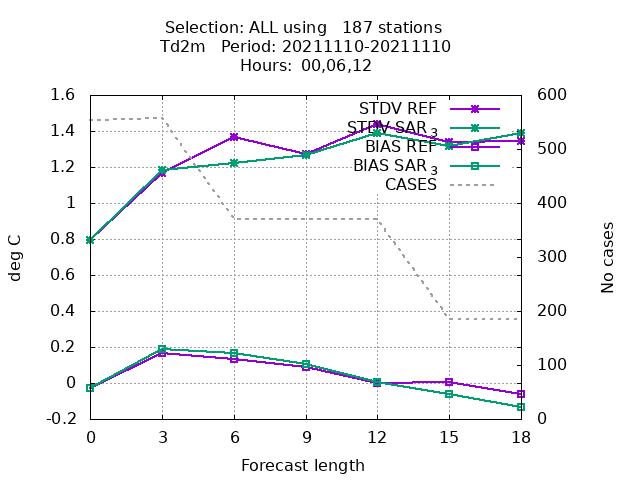 Selection: ALL using   187 stations
Td2m   Period: 20211110-20211110
Hours:  00,06,12
1.6
1.4
1.2
1
0.8
0.6
0.4
0.2
0
-0.2
deg C
STDV REF
STDV SAR 3
BIAS REF
BIAS SAR 3
CASES
600
500
400
300
200
100
0
No cases
0 3 6 9 12 15 18
Forecast length